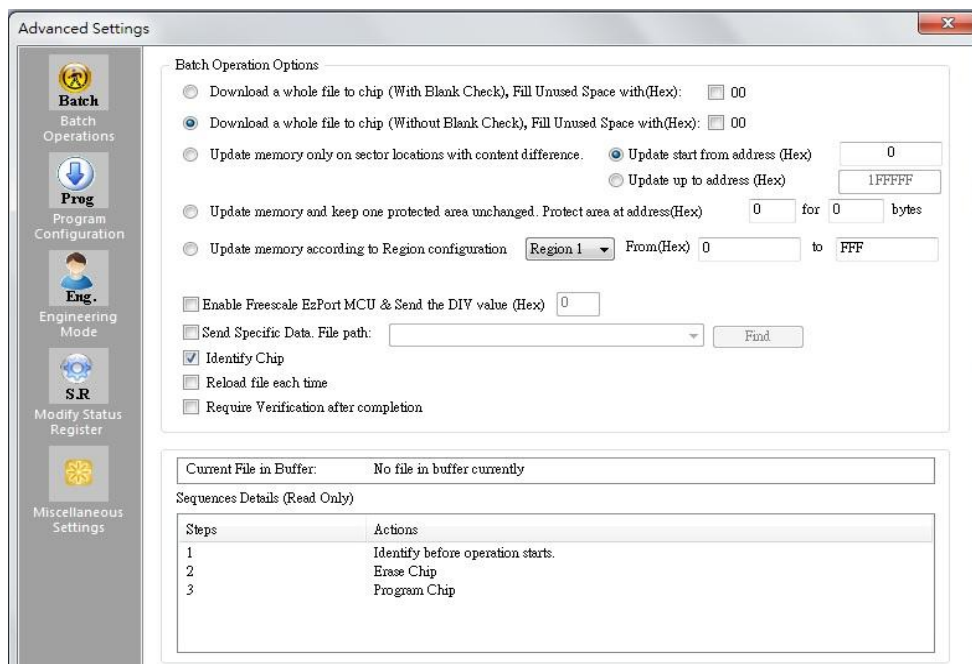 Advanced Settings
Batch
Batch
Operations
Prog
Program
Configuration
Eng.
Engineering
Mode
S.R
Modify Status
Register
Miscellaneous
Settings
Batch Operation Options
Download a whole file to chip (With Blank Check), Fill Unused Space with(Hex): 00
Download a whole file to chip (Without Blank Check), Fill Unused Space with(Hex): 00
Update memory only on sector locations with content difference. Update start from address (Hex) 0
Update up to address (Hex) 1FFFFF
Update memory and keep one protected area unchanged. Protect area at address(Hex) 0 for 0 bytes
Update memory according to Region configuration Region 1 From(Hex) 0 to FFF
Enable Freescale EzPort MCU & Send the DIV value (Hex) 0
Send Specific Data. File path: Find
Identify Chip
Reload file each time
Require Verification after completion
Current File in Buffer: No file in buffer currently
Sequences Details (Read Only)
Steps Actions
1 Identify before operation starts.
2 Erase Chip
3 Program Chip